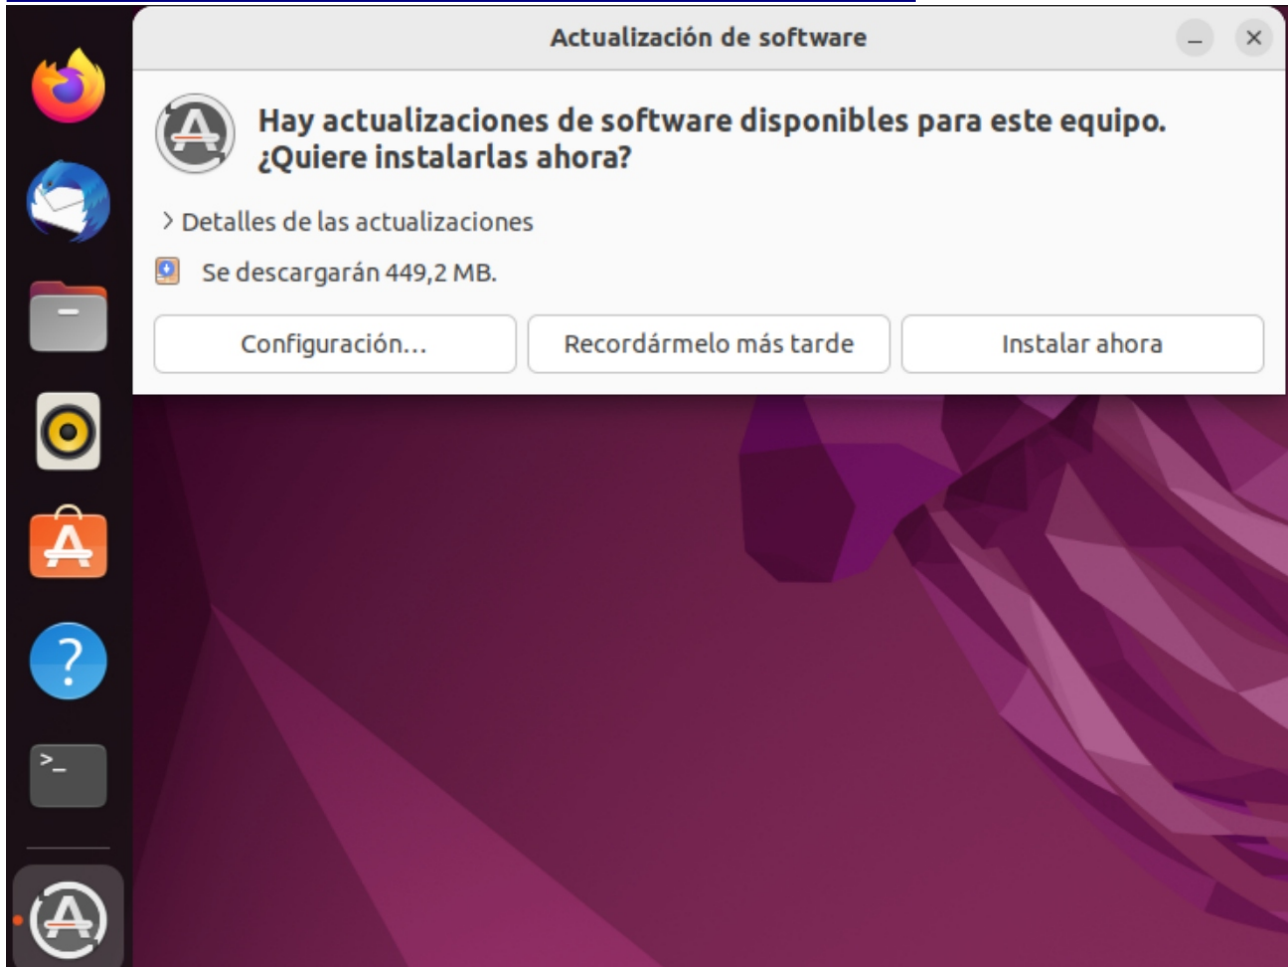 Actualización de software
Hay actualizaciones de software disponibles para este equipo.
¿Quiere instalarlas ahora?
Detalles de las actualizaciones
Se descargarán 449,2 MB.
Configuración...
Recordármelo más tarde
Instalar ahora